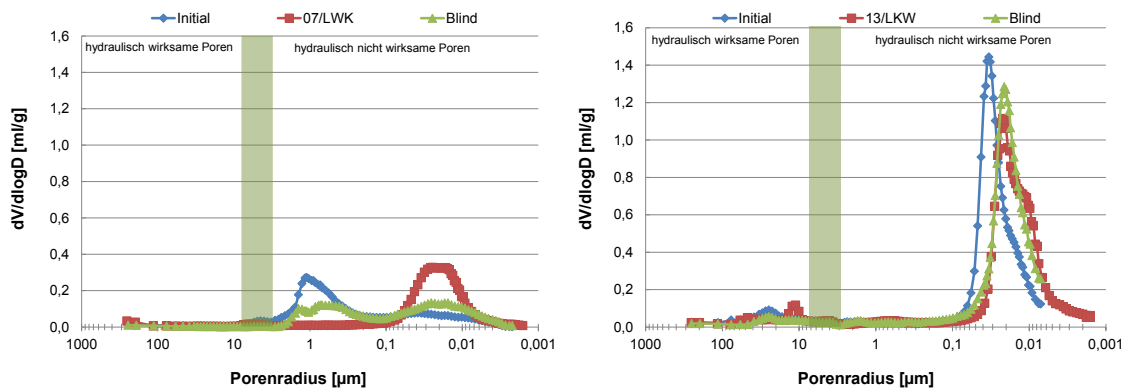 Initial 07/LWK Blind
1,6
1,4
1,2
1,0
0,8
0,6
0,4
0,2
0,0
dV/dlogD [ml/g]
hydraulisch wirksame Poren hydraulisch nicht wirksame Poren
1000 100 10 1 0,1 0,01 0,001
Porenradius [µm]
Initial 13/LKW Blind
1,6
1,4
1,2
1,0
0,8
0,6
0,4
0,2
0,0
dV/dlogD [ml/g]
hydraulisch wirksame Poren hydraulisch nicht wirksame Poren
1000 100 10 1 0,1 0,01 0,001
Porenradius [µm]